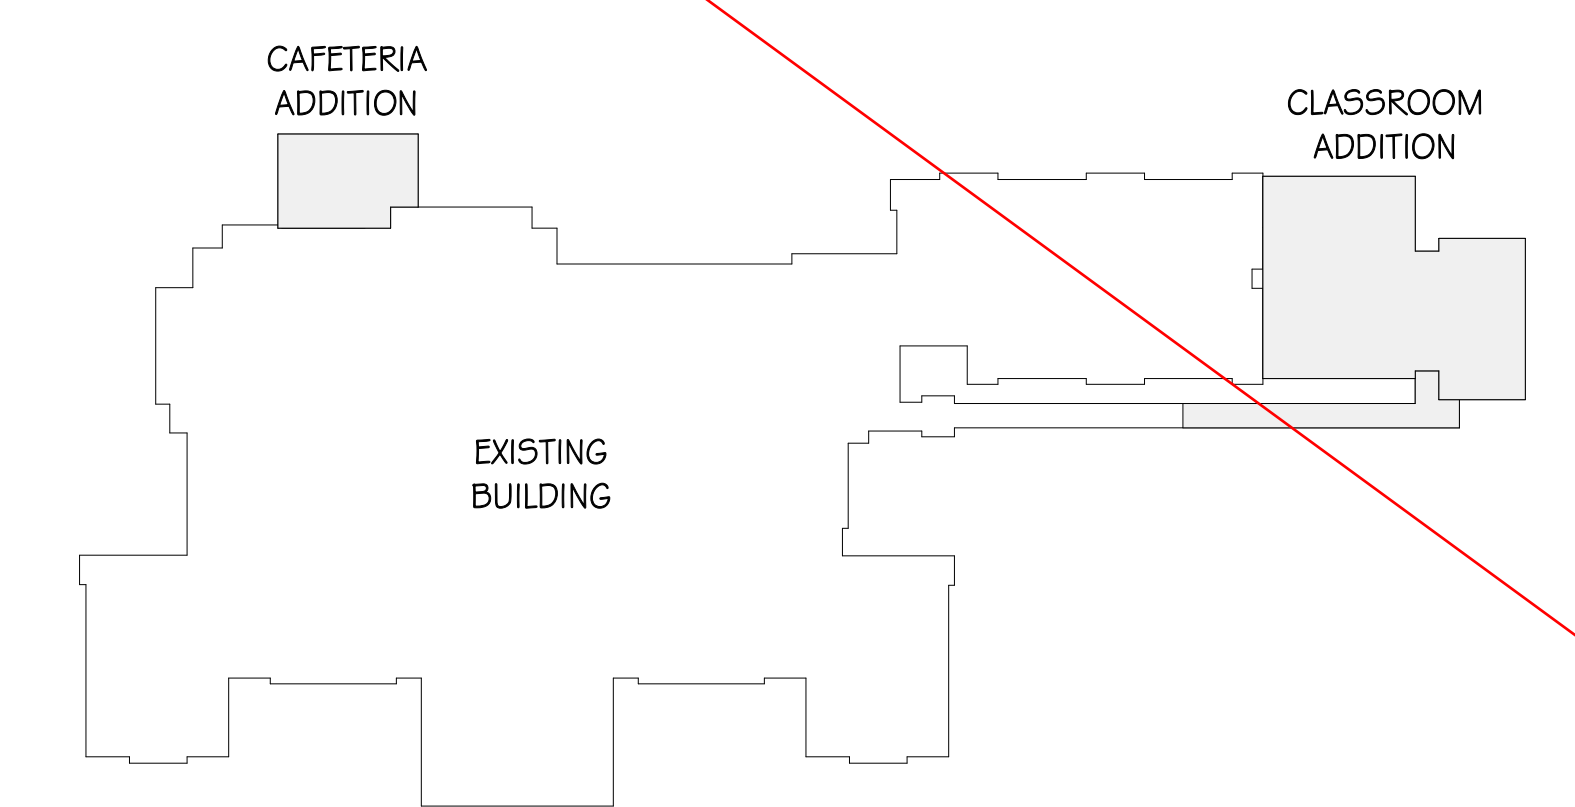 CAFETERIA
ADDITION
CLASSROOM
ADDITION
EXISTING
BUILDING